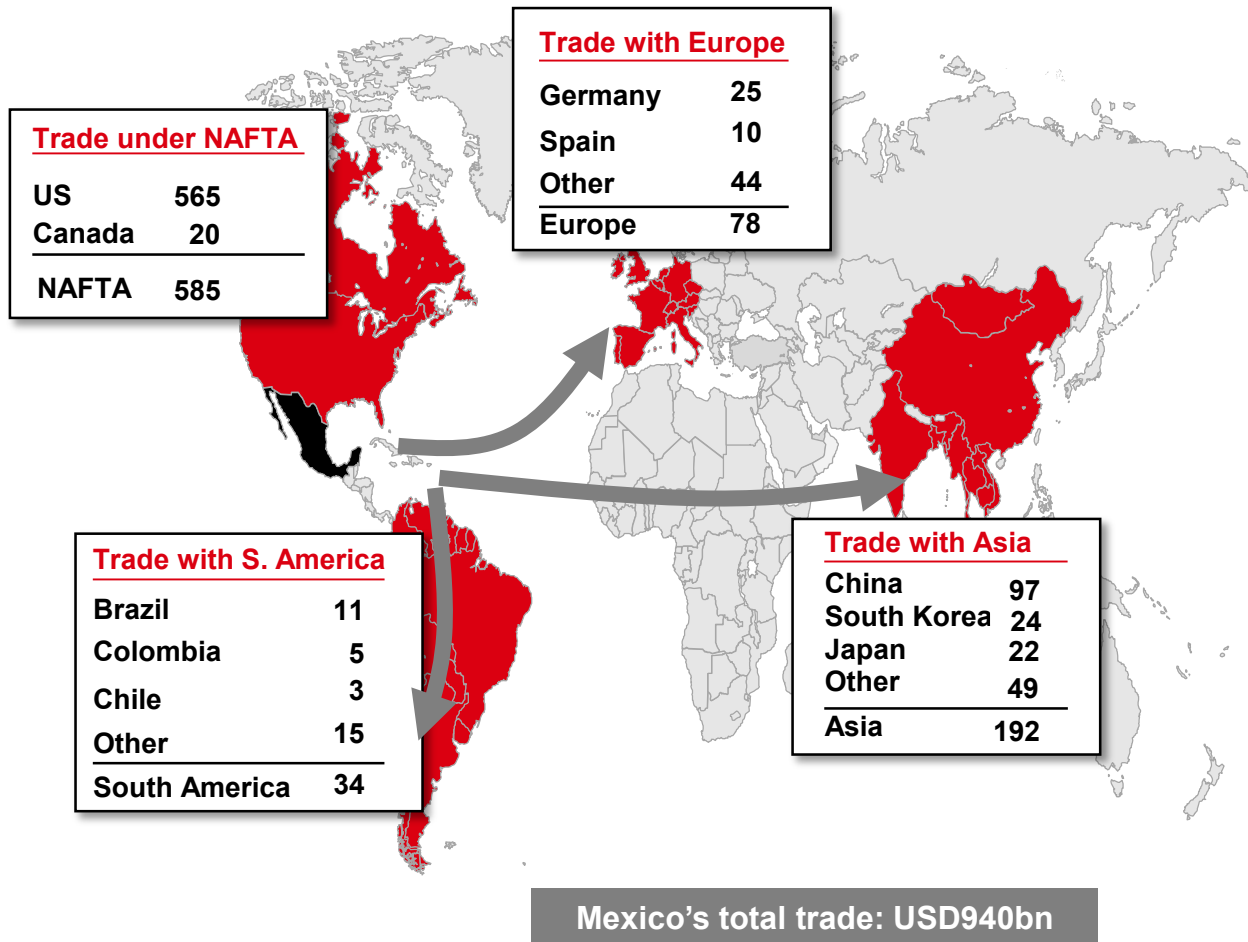 Trade with Europe
Germany 25
Spain 10
Other 44
Europe 78
Trade under NAFTA
US 565
Canada 20
NAFTA 585
Trade with S. America
Brazil 11
Colombia 5
Chile 3
Other 15
South America 34
Trade with Asia
China 97
South Korea 24
Japan 22
Other 49
Asia 192
Mexico’s total trade: USD940bn